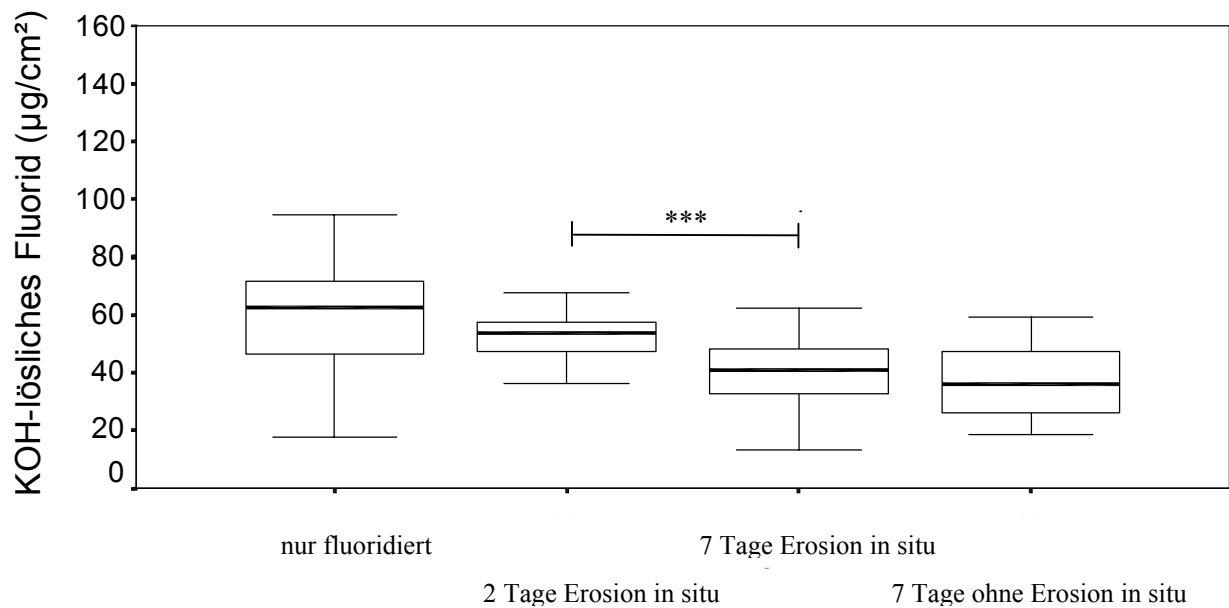 KOH-lösliches Fluorid (µg/cm²)
160
140
120
100
80
60
40
20
0
***
nur fluoridiert
7 Tage Erosion in situ
2 Tage Erosion in situ
7 Tage ohne Erosion in situ